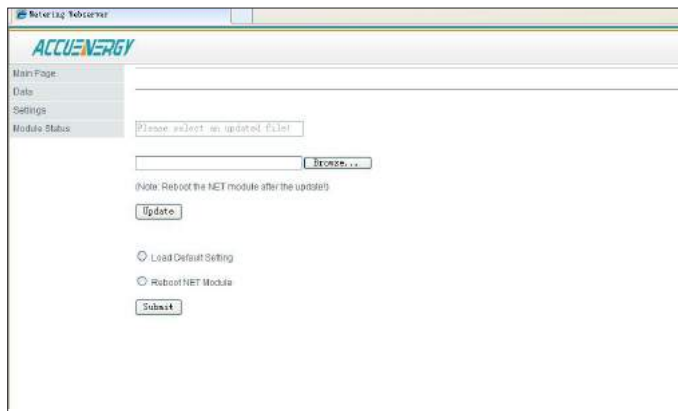 Metering Webserver
ACCUENERGY
Main Page
Data
Settings
Module Status
Please select an updated file!
Browse...
(Note: Reboot the NET module after the update!)
Update
Load Default Setting
Reboot NET Module
Submit